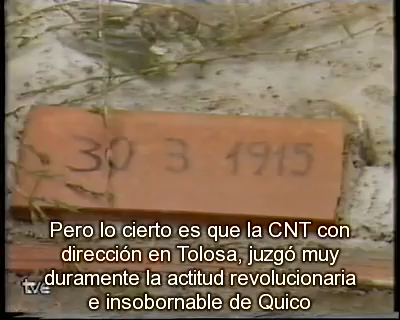 30 3 1915
Pero lo cierto es que la CNT con
dirección en Tolosa, juzgó muy
duramente la actitud revolucionaria
e insobornable de Quico
tve